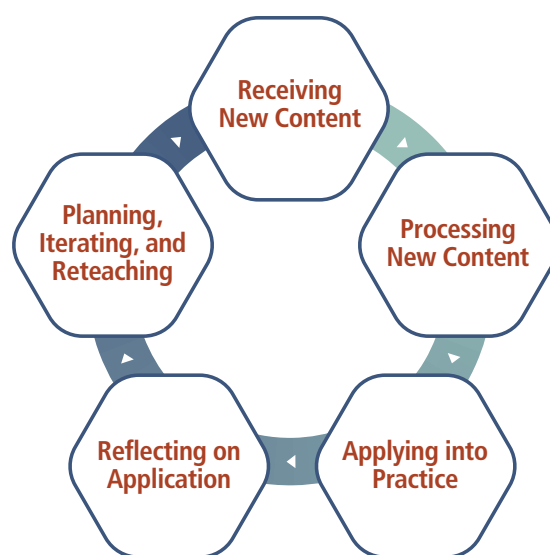 Receiving
New Content
Processing
New Content
Applying into
Practice
Reflecting on
Application
Planning,
Iterating, and
Reteaching